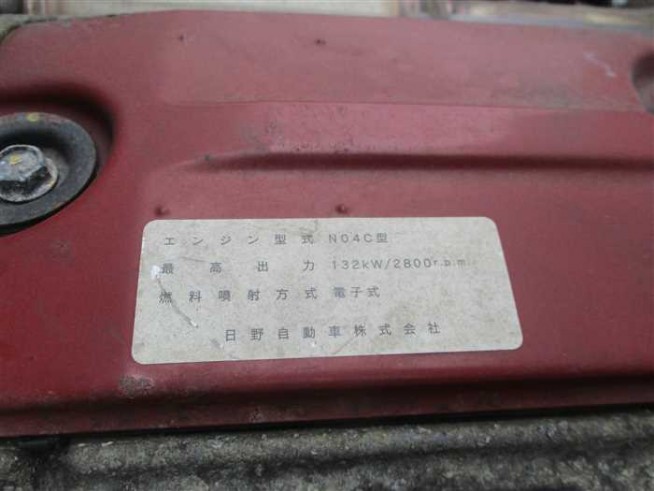 エンジン型式 N04C型
最高出力 132kW/2800r.p.m.
燃料噴射方式 電子式
日野自動車株式会社